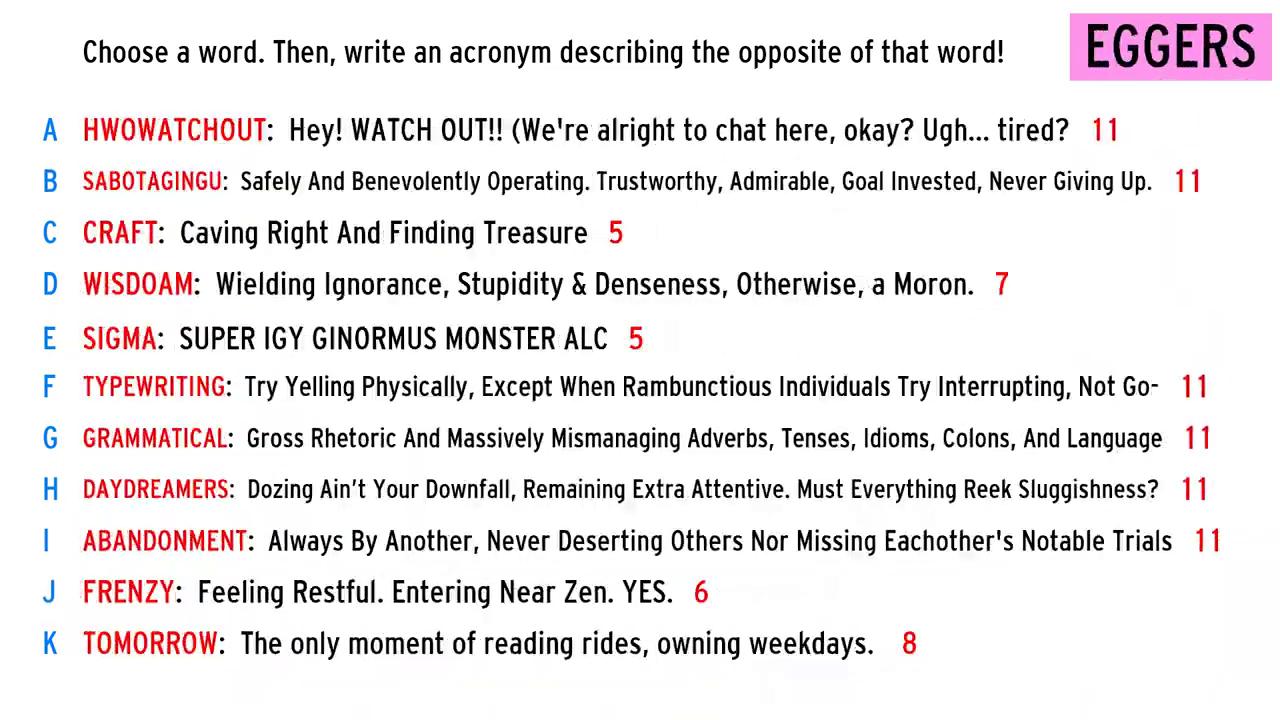 Choose a word. Then, write an acronym describing the opposite of that word!
EGGERS
A HWOWATCHOUT: Hey! WATCH OUT!! (We're alright to chat here, okay? Ugh... tired? 11
B SABOTAGINGU: Safely And Benevolently Operating. Trustworthy, Admirable, Goal Invested, Never Giving Up. 11
C CRAFT: Caving Right And Finding Treasure 5
D WISDOAM: Wielding Ignorance, Stupidity & Denseness, Otherwise, a Moron. 7
E SIGMA: SUPER IGY GINORMUS MONSTER ALC 5
F TYPEWRITING: Try Yelling Physically, Except When Rambunctious Individuals Try Interrupting, Not Go- 11
G GRAMMATICAL: Gross Rhetoric And Massively Mismanaging Adverbs, Tenses, Idioms, Colons, And Language 11
H DAYDREAMERS: Dozing Ain’t Your Downfall, Remaining Extra Attentive. Must Everything Reek Sluggishness? 11
I ABANDONMENT: Always By Another, Never Deserting Others Nor Missing Eachother's Notable Trials 11
J FRENZY: Feeling Restful. Entering Near Zen. YES. 6
K TOMORROW: The only moment of reading rides, owning weekdays. 8